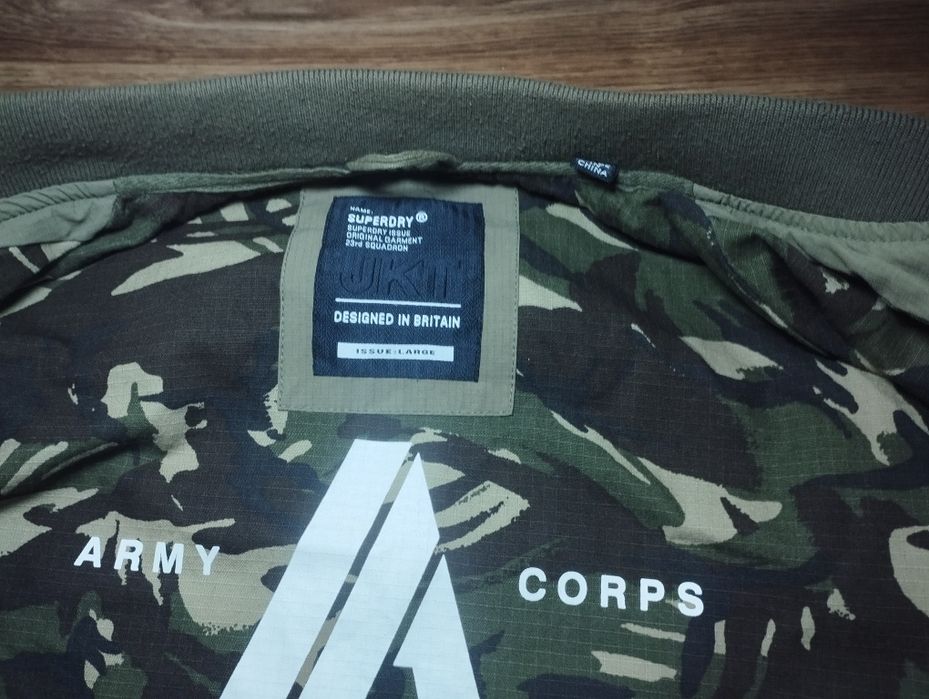 NAME:
SUPERDRY®
SUPERDRY ISSUE
ORIGINAL GARMENT
23rd SQUADRON
JKT
DESIGNED IN BRITAIN
ISSUE:LARGE
CHINA
ARMY
CORPS